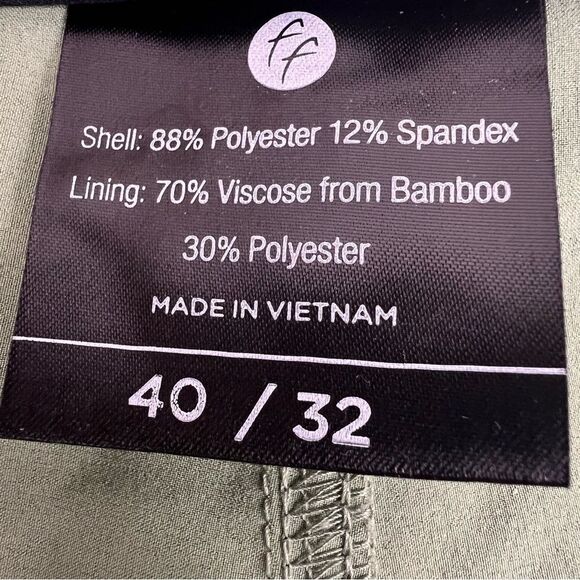 ff
Shell: 88% Polyester 12% Spandex
Lining: 70% Viscose from Bamboo
30% Polyester
MADE IN VIETNAM
40 / 32